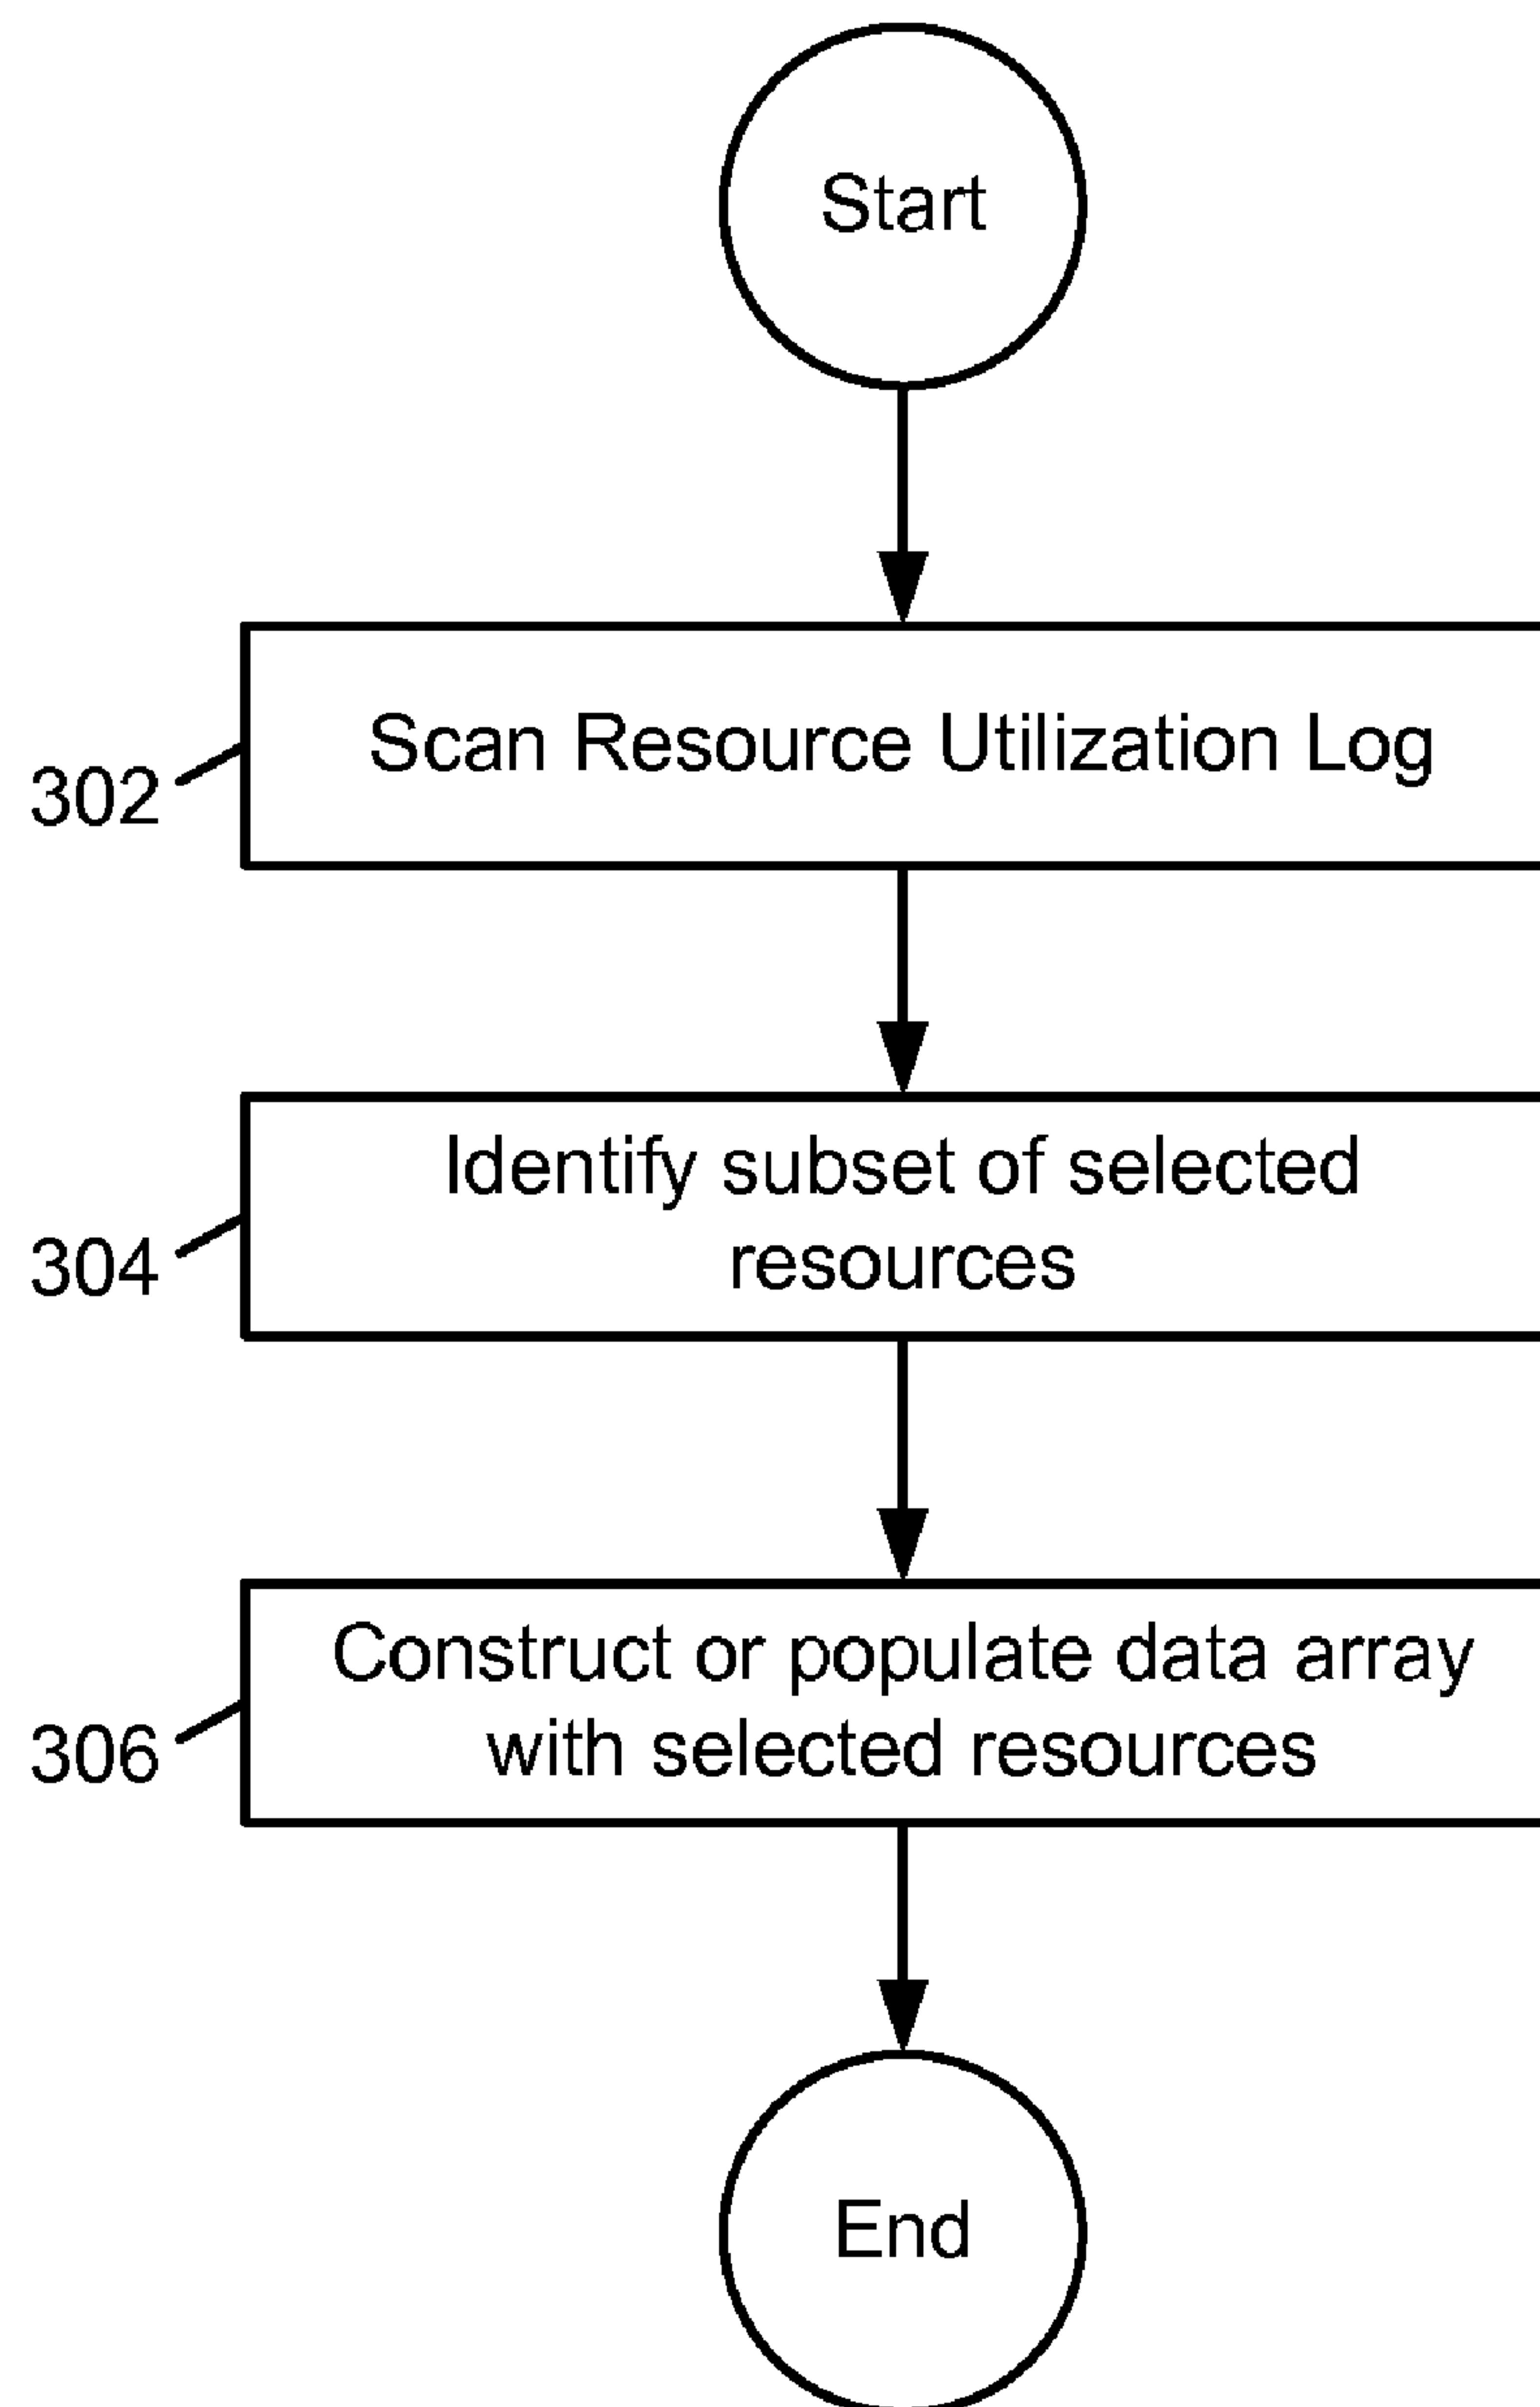 Start
Scan Resource Utilization Log
302
Identify subset of selected
resources
304
Construct or populate data array
with selected resources
306
End